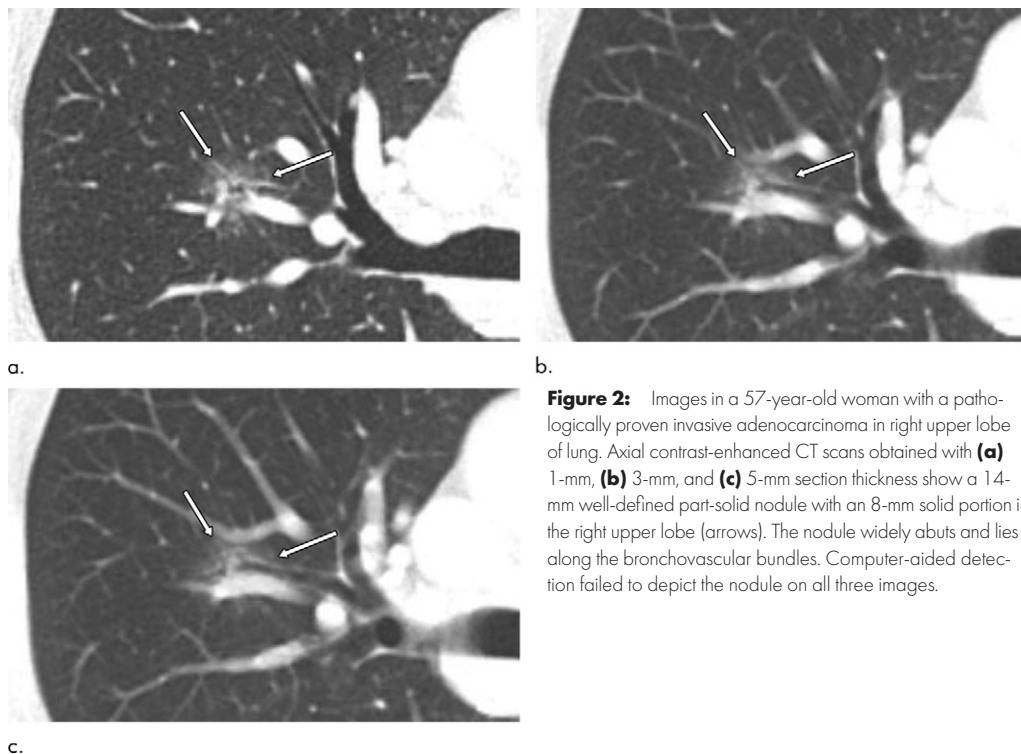 a.
b.
Figure 2: Images in a 57-year-old woman with a patho-
logically proven invasive adenocarcinoma in right upper lobe
of lung. Axial contrast-enhanced CT scans obtained with (a)
1-mm, (b) 3-mm, and (c) 5-mm section thickness show a 14-
mm well-defined part-solid nodule with an 8-mm solid portion i
the right upper lobe (arrows). The nodule widely abuts and lies
along the bronchovascular bundles. Computer-aided detec-
tion failed to depict the nodule on all three images.
c.